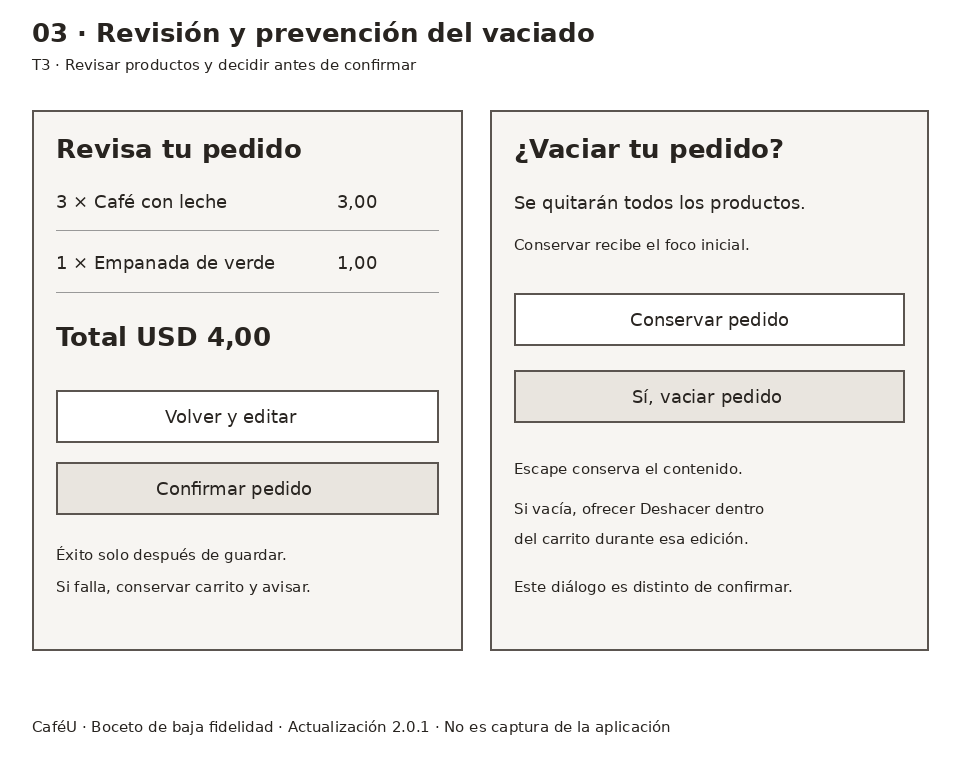 03 · Revisión y prevención del vaciado
T3 · Revisar productos y decidir antes de confirmar
Revisa tu pedido
3 × Café con leche 3,00
1 × Empanada de verde 1,00
Total USD 4,00
Volver y editar
Confirmar pedido
Éxito solo después de guardar.
Si falla, conservar carrito y avisar.
¿Vaciar tu pedido?
Se quitarán todos los productos.
Conservar recibe el foco inicial.
Conservar pedido
Sí, vaciar pedido
Escape conserva el contenido.
Si vacía, ofrecer Deshacer dentro
del carrito durante esa edición.
Este diálogo es distinto de confirmar.
CaféU · Boceto de baja fidelidad · Actualización 2.0.1 · No es captura de la aplicación